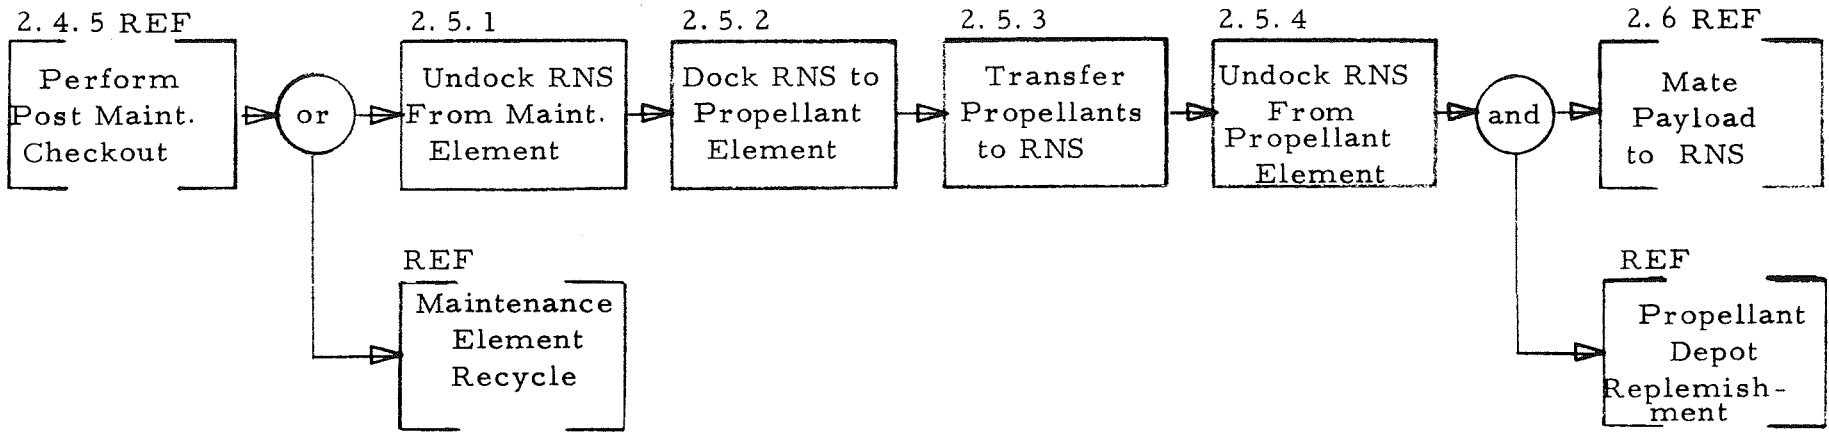 2. 4. 5 REF
Perform
Post Maint.
Checkout
or
2. 5. 1
Undock RNS
From Maint.
Element
2. 5. 2
Dock RNS to
Propellant
Element
2. 5. 3
Transfer
Propellants
to RNS
2. 5. 4
Undock RNS
From
Propellant
Element
and
2. 6 REF
Mate
Payload
to RNS
REF
Maintenance
Element
Recycle
REF
Propellant
Depot
Replemish-
ment